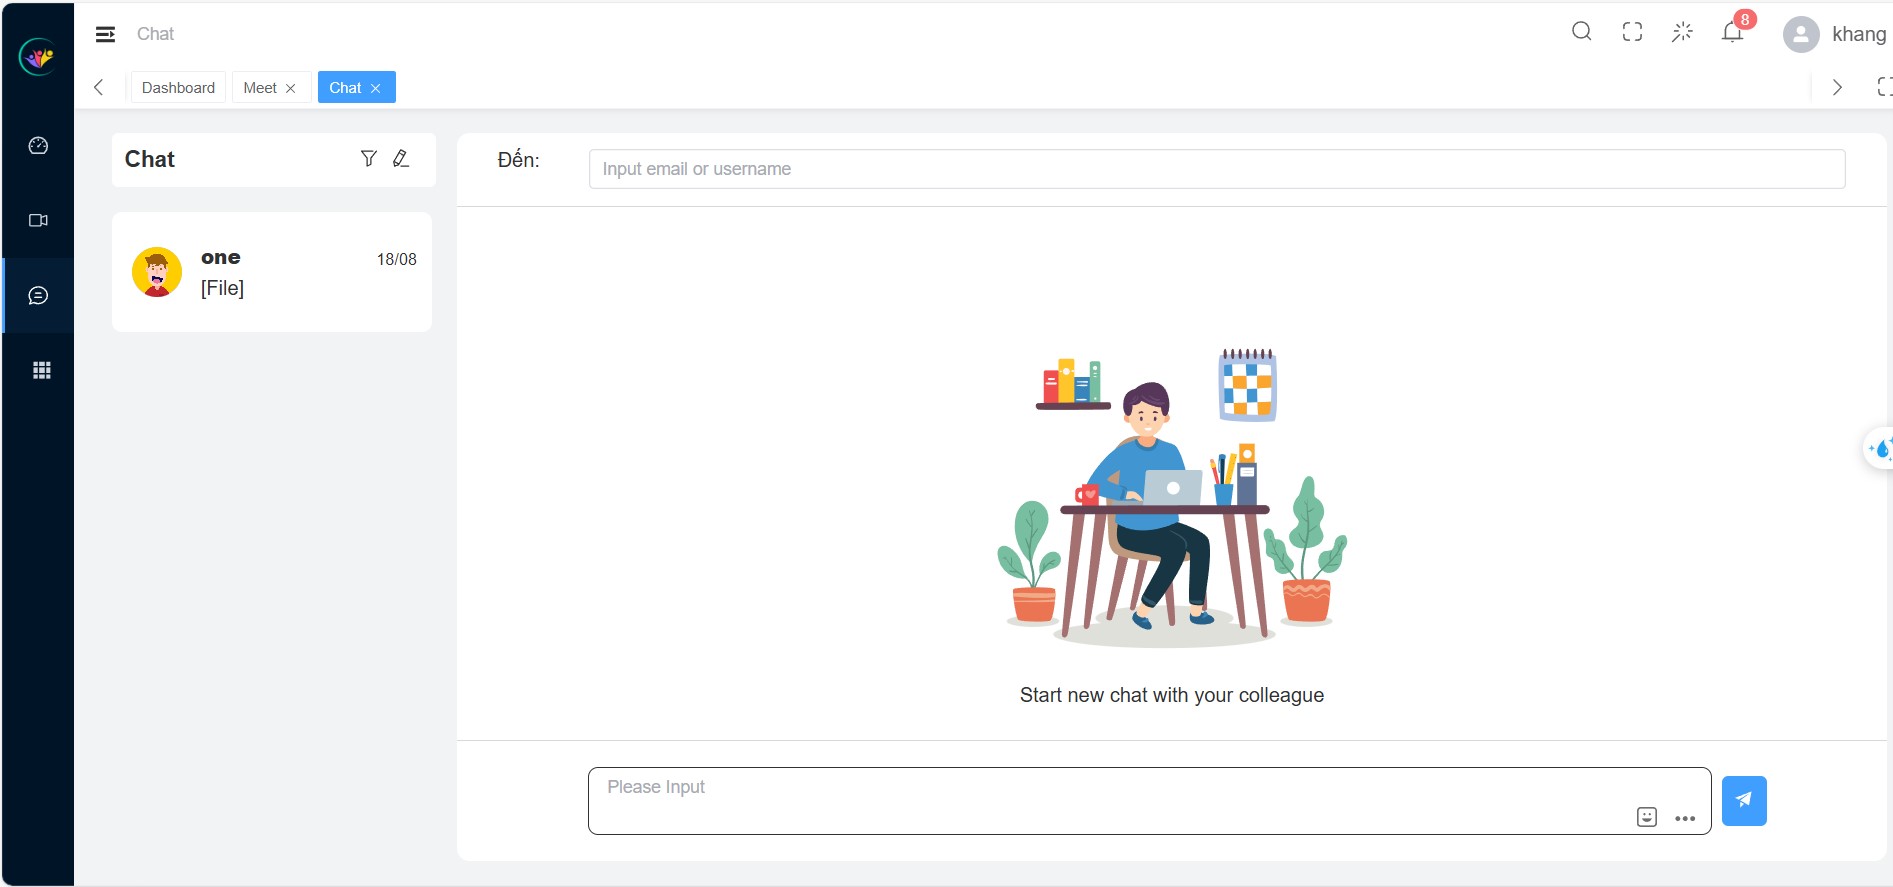 Chat
8
khang
Dashboard
Meet
Chat
Chat
one
18/08
[File]
Đến:
Input email or username
Start new chat with your colleague
Please Input